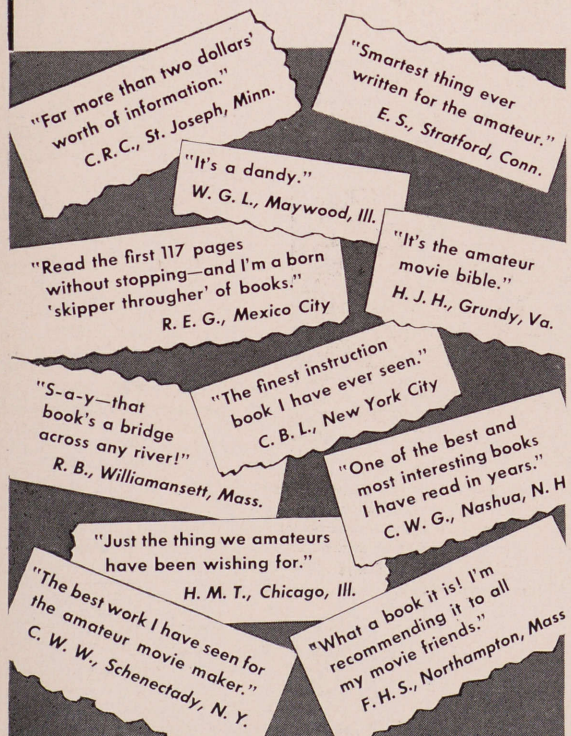 "Far more than two dollars'
worth of information."
C.R.C., St. Joseph, Minn.
"Smartest thing ever
written for the amateur."
E. S., Stratford, Conn.
"It's a dandy."
W. G. L., Maywood, Ill.
"Read the first 117 pages
without stopping—and I'm a born
'skipper througher' of books."
R. E. G., Mexico City
"It's the amateur
movie bible."
H. J. H., Grundy, Va.
"S-a-y—that
book's a bridge
across any river!"
R. B., Williamansett, Mass.
"The finest instruction
book I have ever seen."
C. B. L., New York City
"One of the best and
most interesting books
I have read in years."
C. W. G., Nashua, N. H
"Just the thing we amateurs
have been wishing for."
H. M. T., Chicago, Ill.
"The best work I have seen for
the amateur movie maker."
C. W. W., Schenectady, N. Y.
"What a book it is! I'm
recommending it to all
my movie friends."
F. H. S., Northampton, Mass